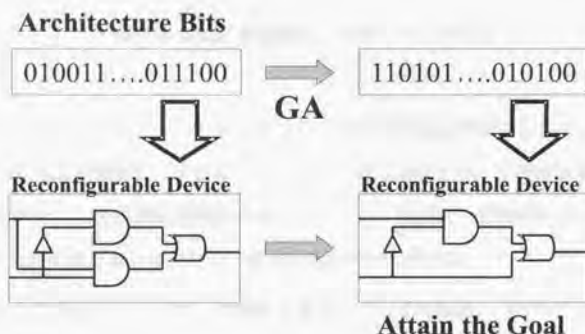 Architecture Bits
010011....011100
110101....010100
GA
Reconfigurable Device
Reconfigurable Device
Attain the Goal